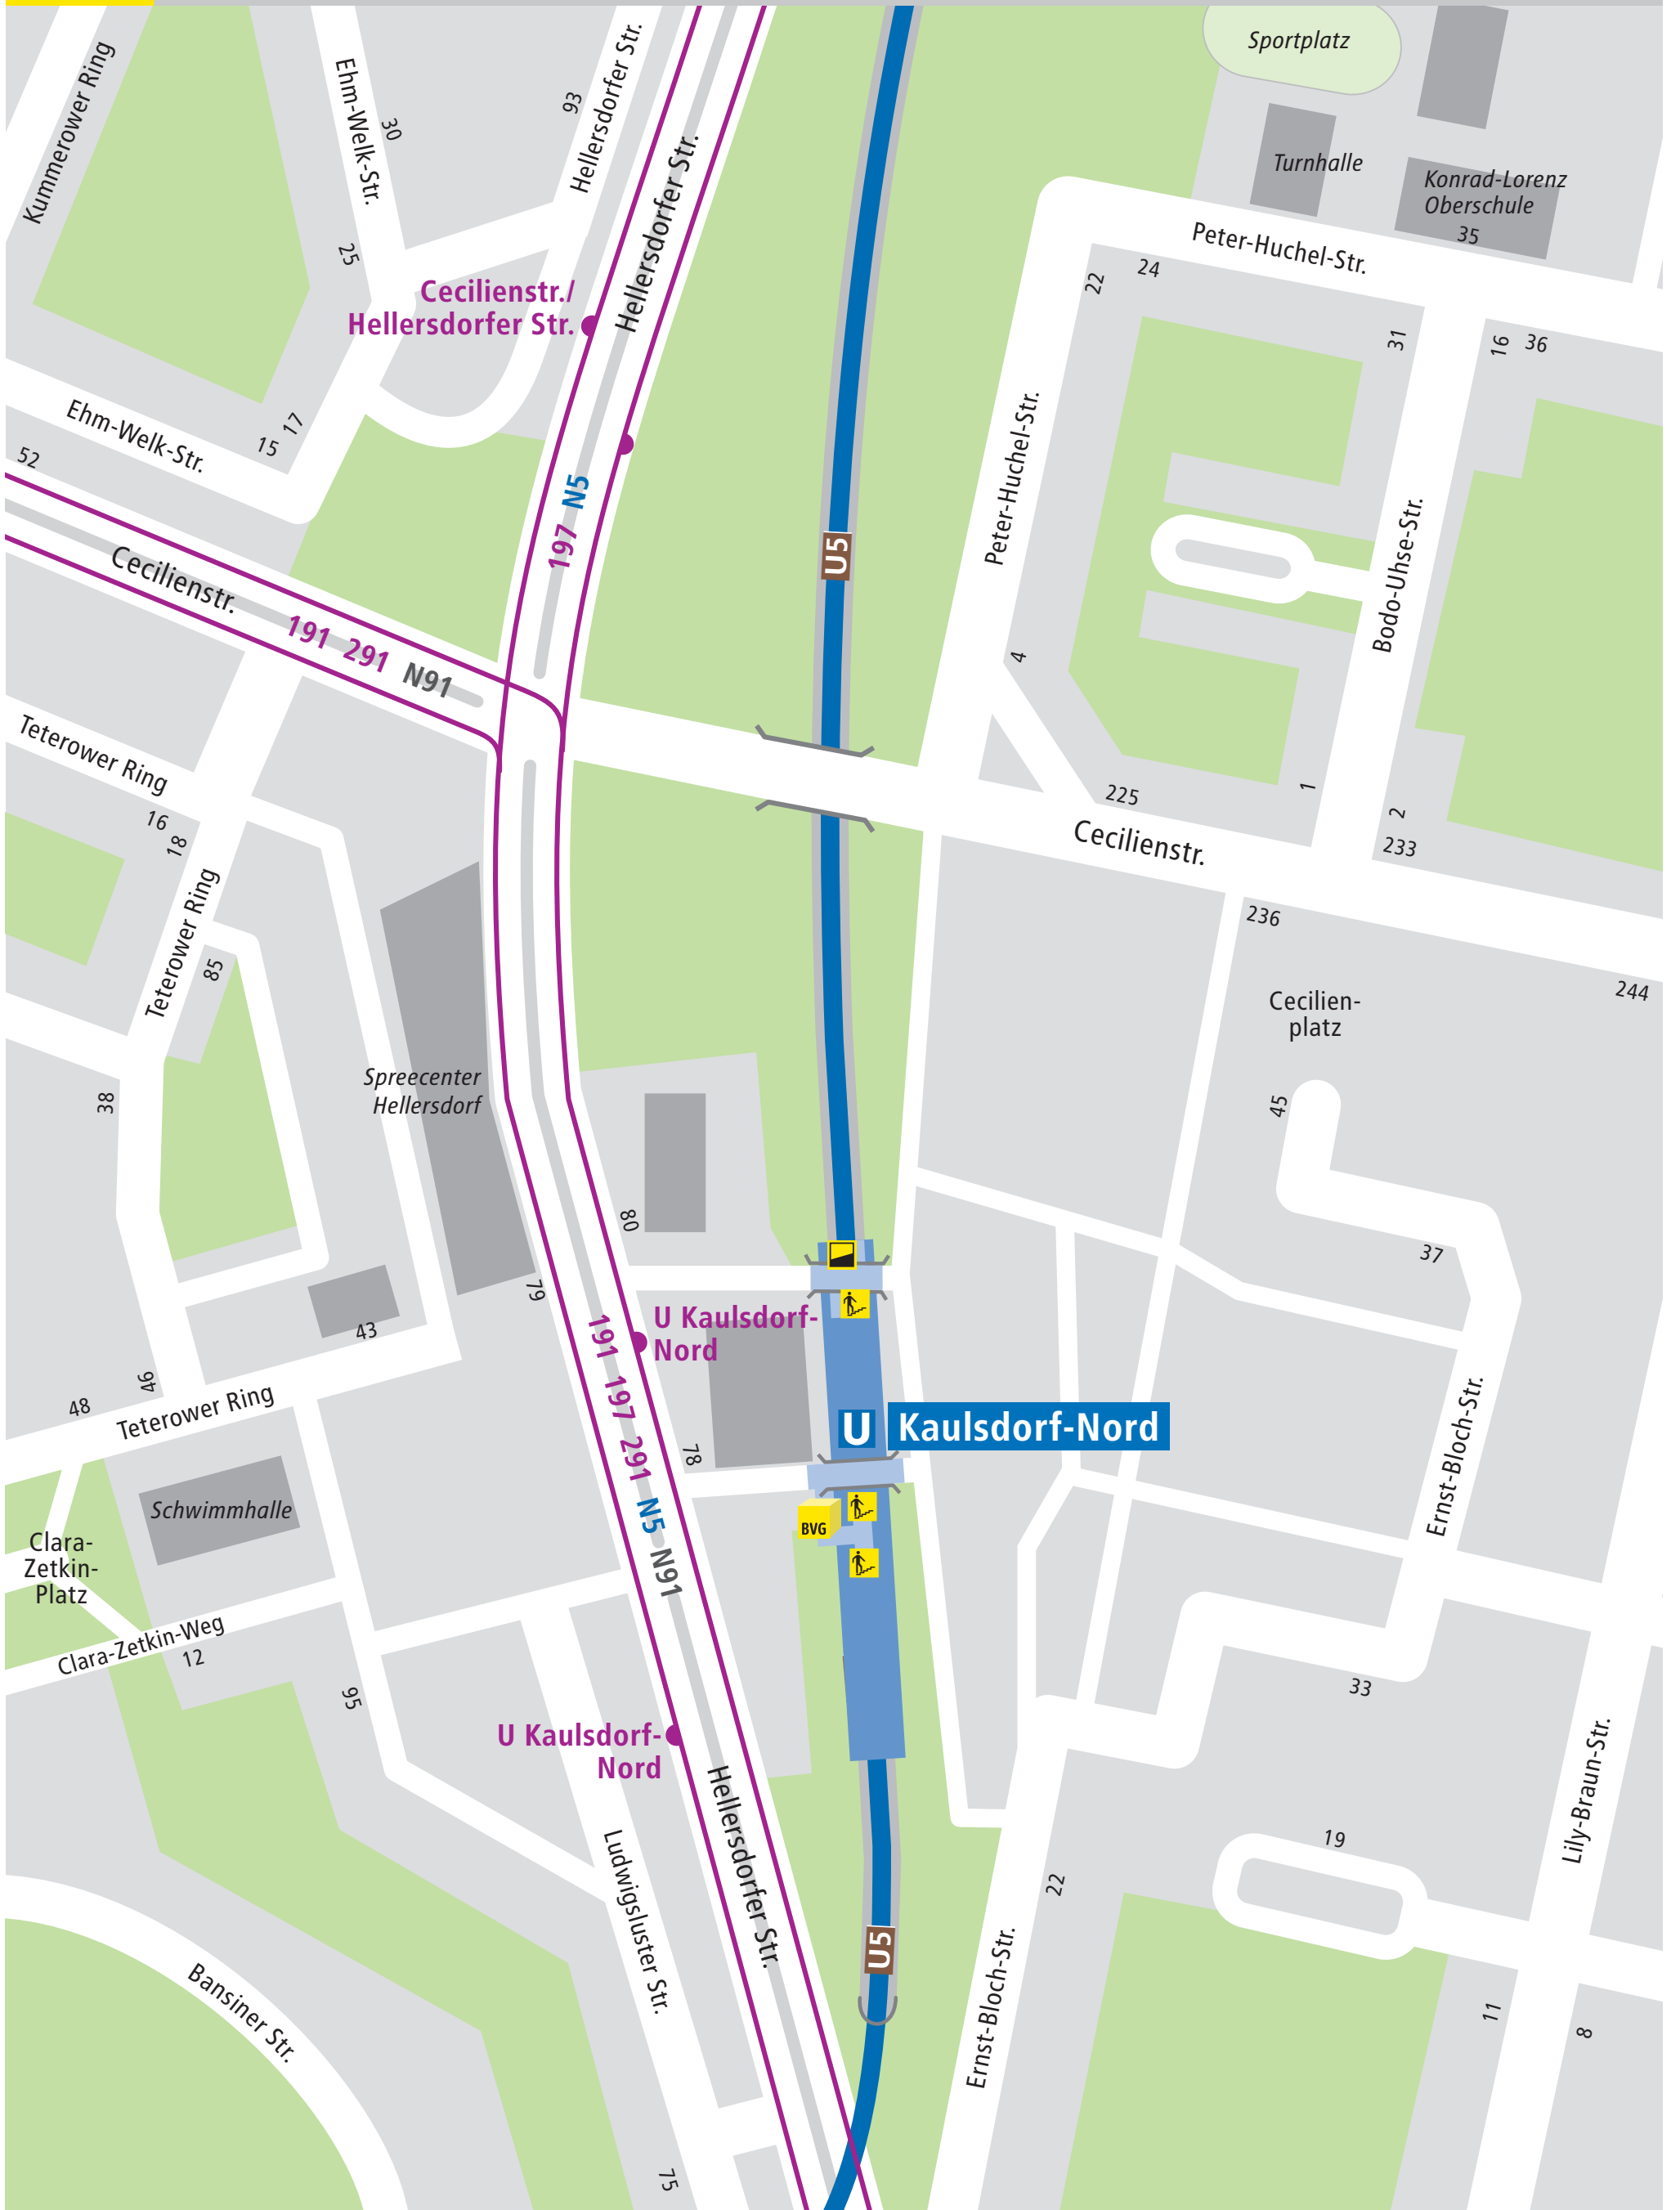 Sportplatz
Kummerower Ring
Ehm-Welk-Str.
30
93
Hellersdorfer Str.
Hellersdorfer Str.
Turnhalle
Konrad-Lorenz
Oberschule
35
Peter-Huchel-Str.
25
22
24
Cecilienstr./
Hellersdorfer Str.
31
16
36
Ehm-Welk-Str.
15
17
52
197 N5
U5
Peter-Huchel-Str.
Bodo-Uhse-Str.
Cecilienstr.
191 291 N91
4
Teterower Ring
16
18
225
1
2
233
Cecilienstr.
Teterower Ring
85
236
244
Cecilien-
platz
Spreecenter
Hellersdorf
38
45
80
37
79
43
U Kaulsdorf-
Nord
191 197 291 N5 N91
46
48
Teterower Ring
78
U Kaulsdorf-Nord
Ernst-Bloch-Str.
Schwimmhalle
BVG
Clara-
Zetkin-
Platz
Clara-Zetkin-Weg
12
95
33
U Kaulsdorf-
Nord
Hellersdorfer Str.
Ludwigsluster Str.
Lily-Braun-Str.
19
22
U5
Ernst-Bloch-Str.
Bansiner Str.
11
8
75